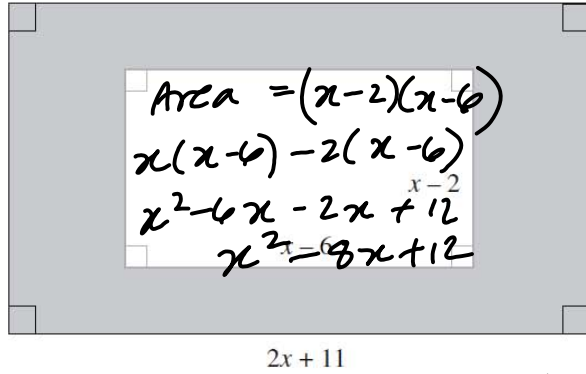 Area = (x-2)(x-6)
x(x-6) -2(x-6)
x - 2
x²-6x - 2x + 12
x - 6
x² - 8x + 12
2x + 11